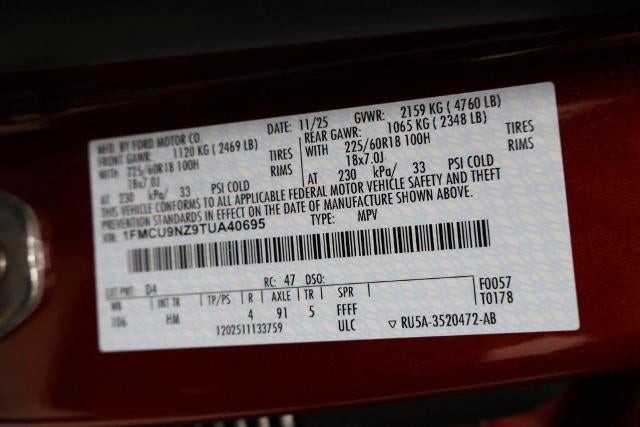 MFD. BY FORD MOTOR CO. DATE: 11/25 GVWR: 2159 KG ( 4760 LB)
FRONT GAWR: 1120 KG ( 2469 LB) REAR GAWR: 1065 KG ( 2348 LB)
WITH 225/60R18 100H TIRES WITH 225/60R18 100H TIRES
18x7.0J RIMS 18x7.0J RIMS
AT 230 kPa/ 33 PSI COLD AT 230 kPa/ 33 PSI COLD
THIS VEHICLE CONFORMS TO ALL APPLICABLE FEDERAL MOTOR VEHICLE SAFETY AND THEFT
PREVENTION STANDARDS IN EFFECT ON THE DATE OF MANUFACTURE SHOWN ABOVE.
VIN: 1FMCU9NZ9TUA40695 TYPE: MPV
EXT PNT: D4 RC: 47 DSO: F0057
WB INT TR TP/PS R AXLE TR SPR T0178
106 HM 4 91 5 FFFF
1202511133759 ULC ▽ RU5A-3520472-AB